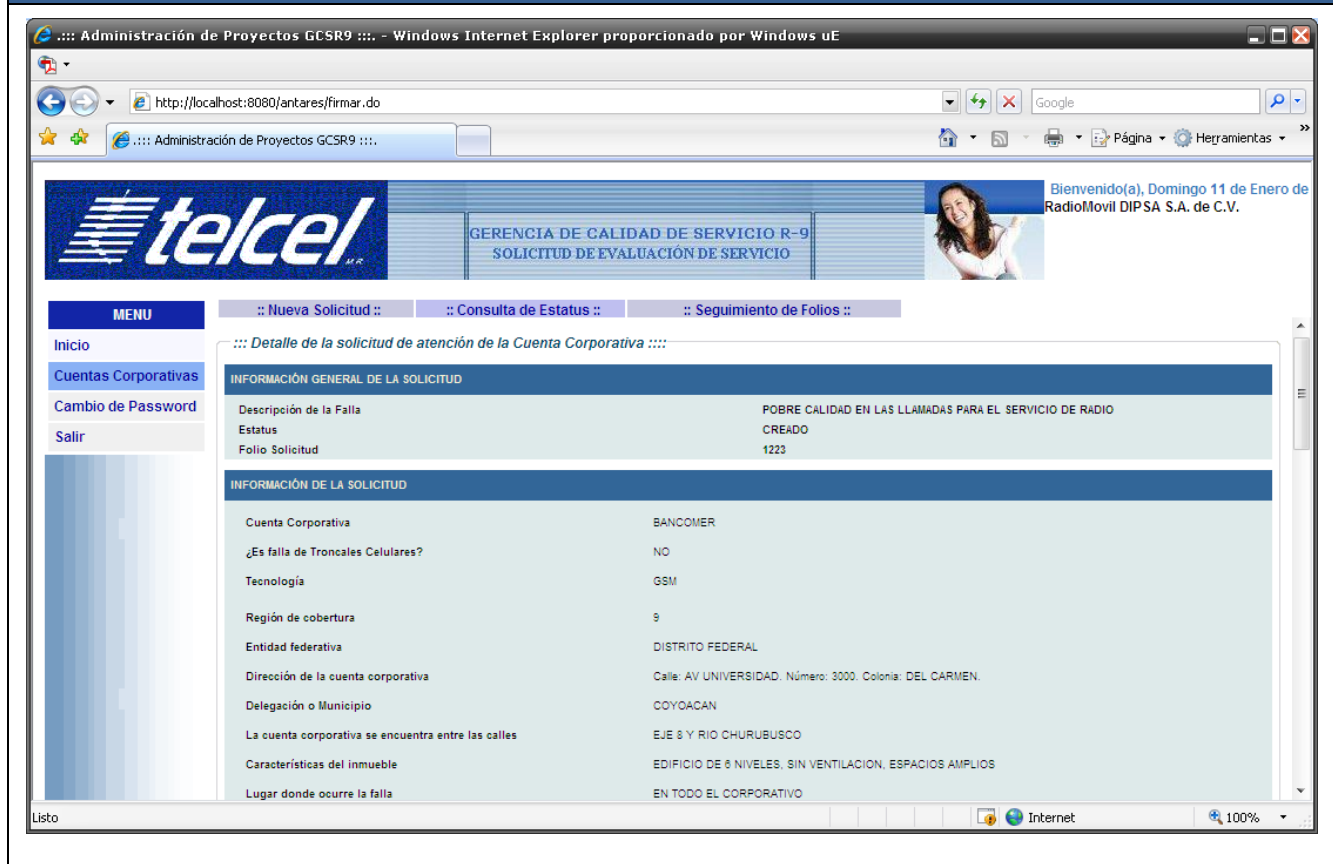 .::: Administración de Proyectos GCSR9 :::. - Windows Internet Explorer proporcionado por Windows uE
http://localhost:8080/antares/firmar.do
Google
.::: Administración de Proyectos GCSR9 :::.
Página
Herramientas
telcel
M.R.
GERENCIA DE CALIDAD DE SERVICIO R-9
SOLICITUD DE EVALUACIÓN DE SERVICIO
Bienvenido(a), Domingo 11 de Enero de
RadioMovil DIPSA S.A. de C.V.
MENU
Inicio
Cuentas Corporativas
Cambio de Password
Salir
:: Nueva Solicitud :: :: Consulta de Estatus :: :: Seguimiento de Folios ::
::: Detalle de la solicitud de atención de la Cuenta Corporativa ::::
INFORMACIÓN GENERAL DE LA SOLICITUD
Descripción de la Falla POBRE CALIDAD EN LAS LLAMADAS PARA EL SERVICIO DE RADIO
Estatus CREADO
Folio Solicitud 1223
INFORMACIÓN DE LA SOLICITUD
Cuenta Corporativa BANCOMER
¿Es falla de Troncales Celulares? NO
Tecnología GSM
Región de cobertura 9
Entidad federativa DISTRITO FEDERAL
Dirección de la cuenta corporativa Calle: AV UNIVERSIDAD. Número: 3000. Colonia: DEL CARMEN.
Delegación o Municipio COYOACAN
La cuenta corporativa se encuentra entre las calles EJE 8 Y RIO CHURUBUSCO
Características del inmueble EDIFICIO DE 6 NIVELES, SIN VENTILACION, ESPACIOS AMPLIOS
Lugar donde ocurre la falla EN TODO EL CORPORATIVO
Listo
Internet
100%